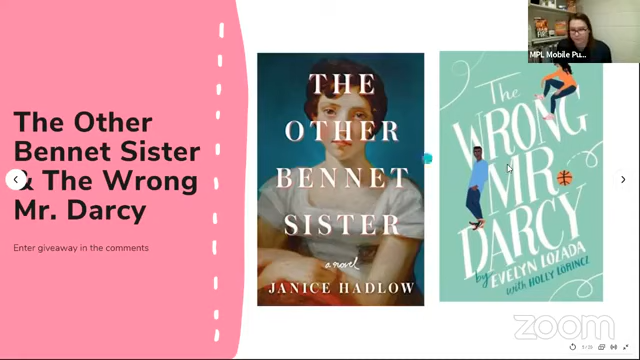 The Other
Bennet Sister
& The Wrong
Mr. Darcy
Enter giveaway in the comments
THE
OTHER
BENNET
SISTER
a novel
JANICE HADLOW
The
WRONG
MR.
DARCY
by EVELYN LOZADA
with HOLLY LORINCZ
MPL Mobile Pu...
zoom